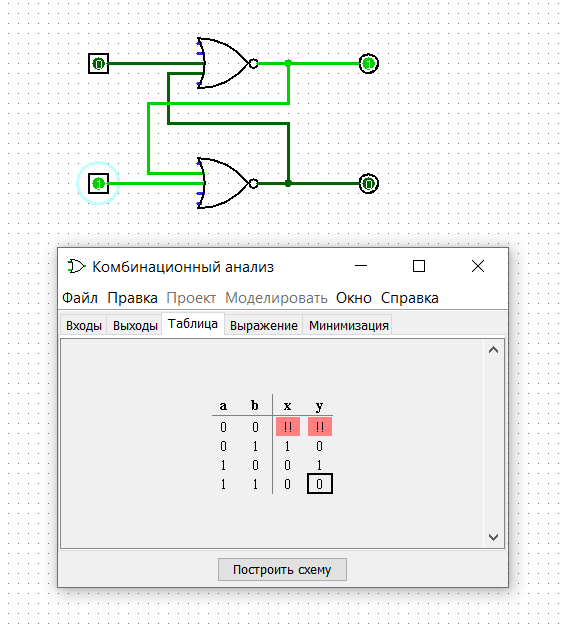 0 1
1 0
Комбинационный анализ
Файл Правка Проект Моделировать Окно Справка
Входы Выходы Таблица Выражение Минимизация
a b x y
0 0 !! !!
0 1 1 0
1 0 0 1
1 1 0 0
Построить схему